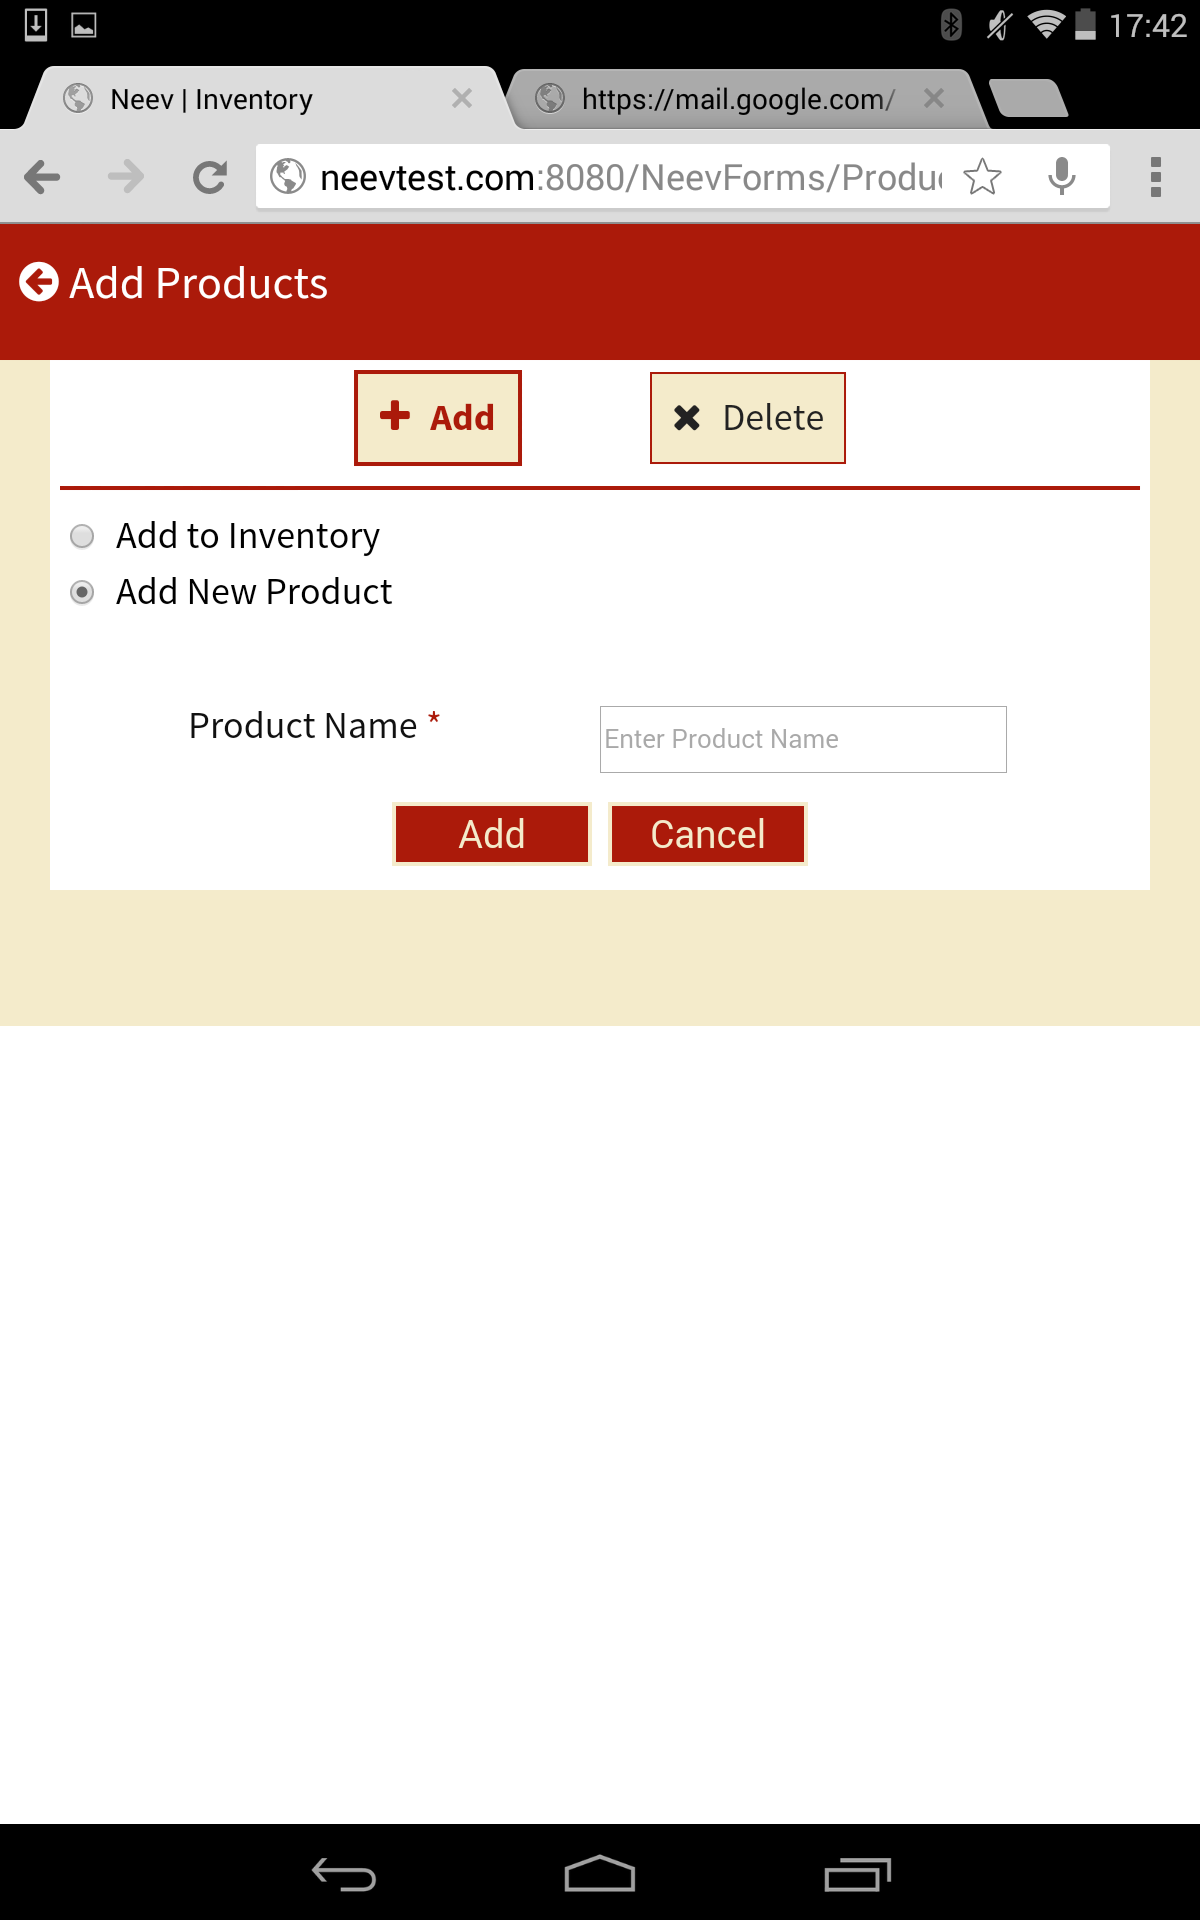 17:42
Neev | Inventory
https://mail.google.com/
neevtest.com:8080/NeevForms/Produc
Add Products
Add
Delete
Add to Inventory
Add New Product
Product Name *
Enter Product Name
Add
Cancel